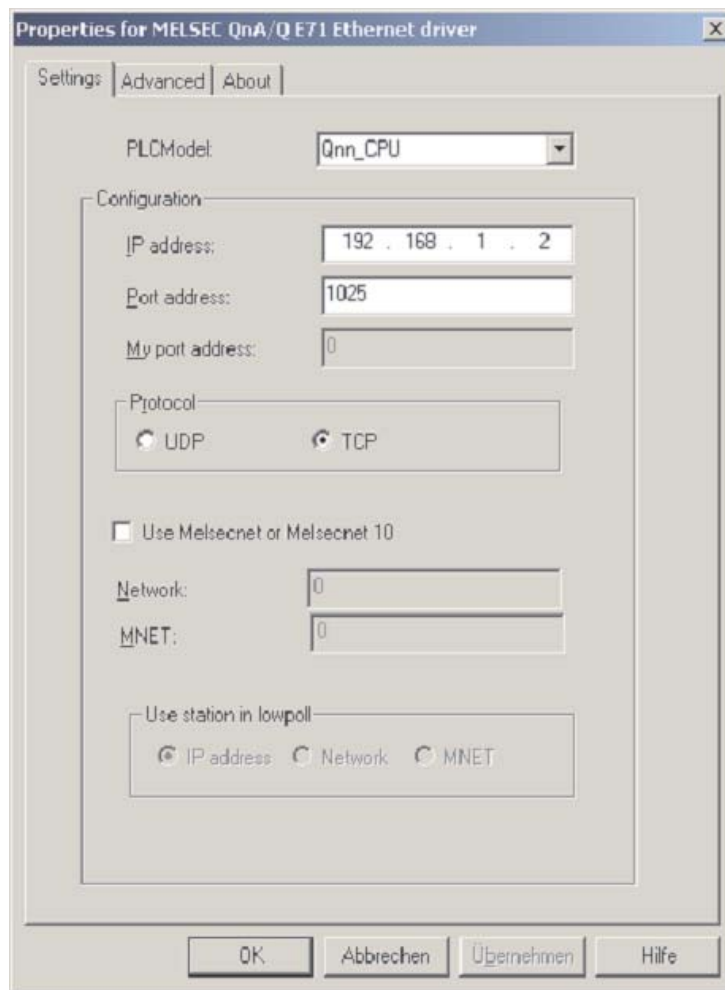 Properties for MELSEC QnA/Q E71 Ethernet driver
Settings Advanced About
PLCModel: Qnn_CPU
Configuration
IP address: 192 . 168 . 1 . 2
Port address: 1025
My port address: 0
Protocol
UDP TCP
Use Melsecnet or Melsecnet 10
Network: 0
MNET: 0
Use station in lowpoll
IP address Network MNET
OK Abbrechen Übernehmen Hilfe